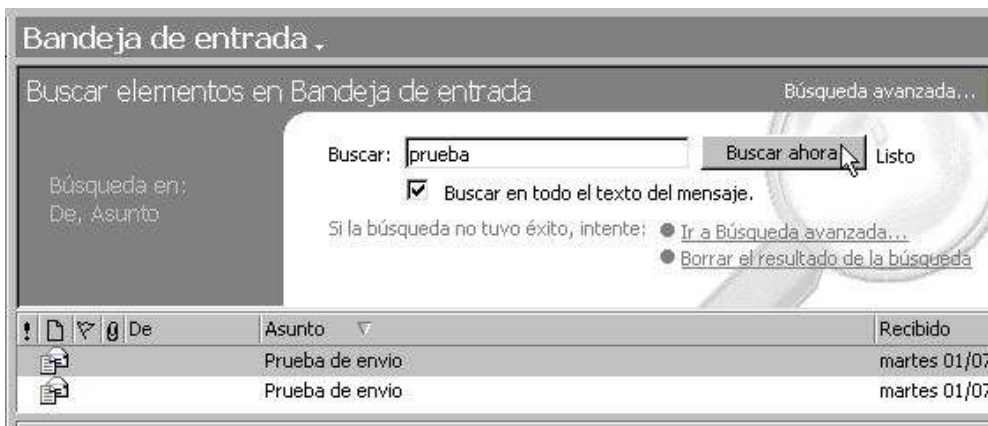 Bandeja de entrada
Buscar elementos en Bandeja de entrada Búsqueda avanzada...
Buscar: prueba Buscar ahora Listo
Búsqueda en:
De, Asunto
Buscar en todo el texto del mensaje.
Si la búsqueda no tuvo éxito, intente: Ir a Búsqueda avanzada...
Borrar el resultado de la búsqueda
! De Asunto Recibido
Prueba de envio martes 01/07
Prueba de envio martes 01/07